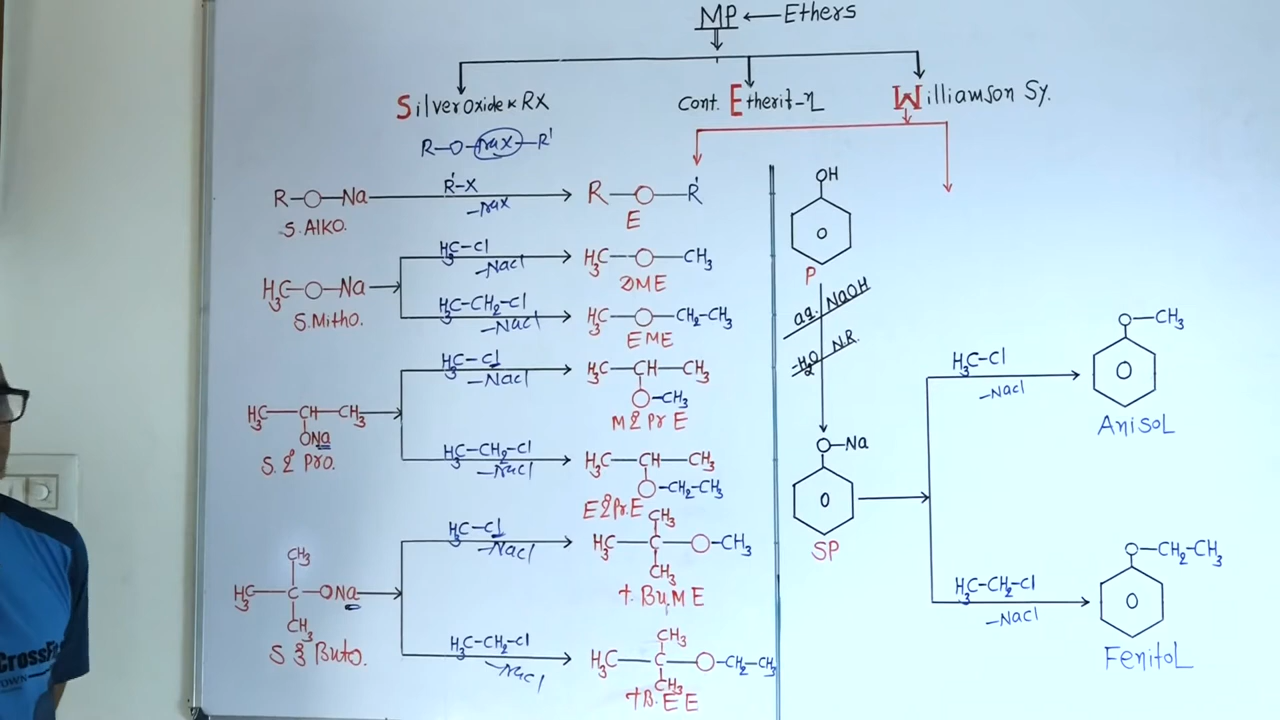 MP ← Ethers
Silveroxide & RX
Cont. Etherif-n
Williamson Sy.
R-O-NaX-R'
R-O-Na
S.Alko.
R'-X
-NaX
R-O-R'
E
H3C-O-Na
S.Mitho.
H3C-Cl
-NaCl
H3C-O-CH3
DME
H3C-CH2-Cl
-NaCl
H3C-O-CH2-CH3
EME
H3C-CH-CH3
ONa
S. 2° Pro.
H3C-Cl
-NaCl
H3C-CH-CH3
O-CH3
M 2 Pr E
H3C-CH2-Cl
-NaCl
H3C-CH-CH3
O-CH2-CH3
E 2 Pr. E
CH3
H3C-C-ONa
CH3
S 3 Buto.
H3C-Cl
-NaCl
CH3
H3C-C-O-CH3
CH3
t. Bu. M E
H3C-CH2-Cl
-NaCl
CH3
H3C-C-O-CH2-CH3
CH3
tB. E E
OH
P
aq. NaOH
-H2O N.R.
O-Na
SP
H3C-Cl
-NaCl
O-CH3
Anisol
H3C-CH2-Cl
-NaCl
O-CH2-CH3
Fenitol
CrossFi
TOWN